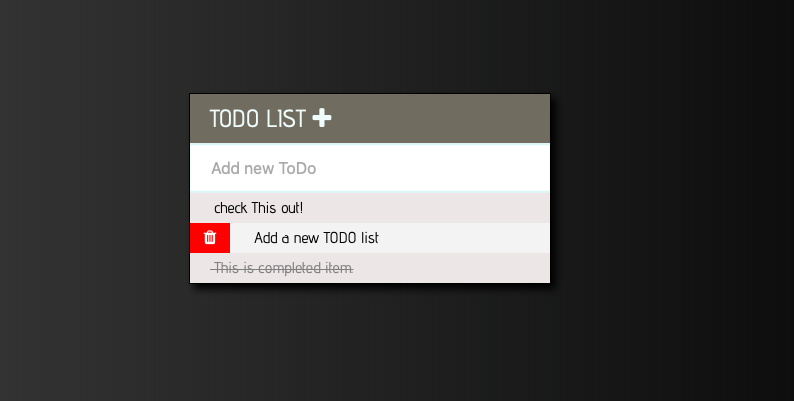 TODO LIST
Add new ToDo
check This out!
Add a new TODO list
This is completed item.